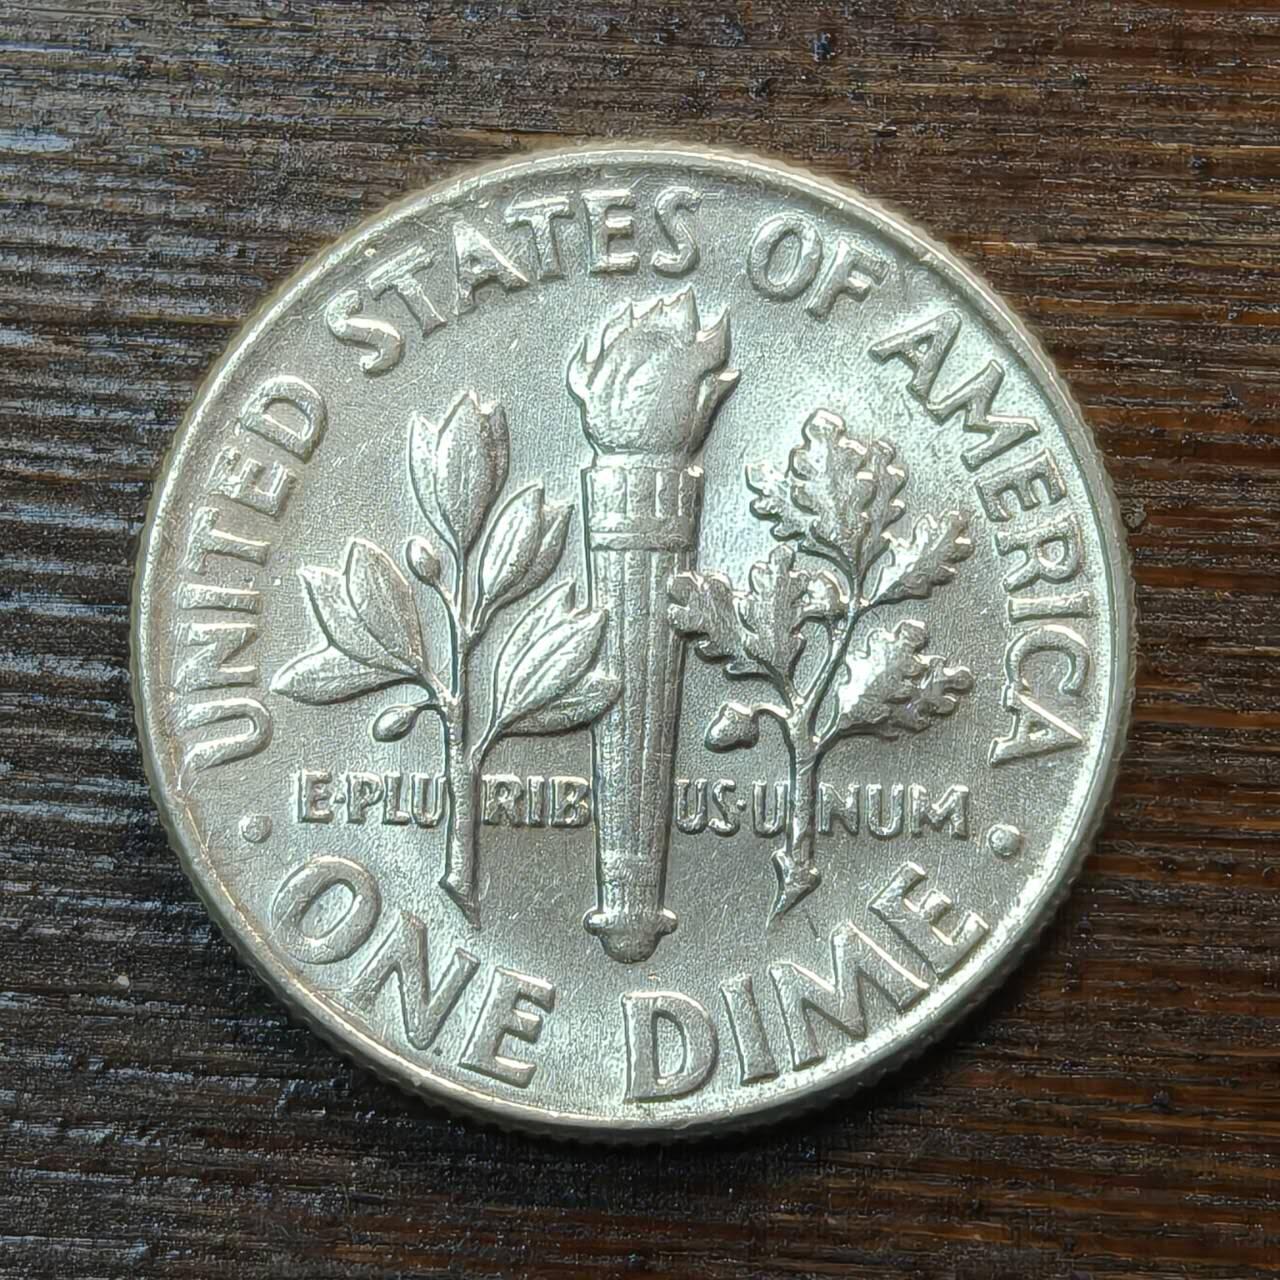 UNITED STATES OF AMERICA
E·PLURIBUS·UNUM
• ONE DIME •